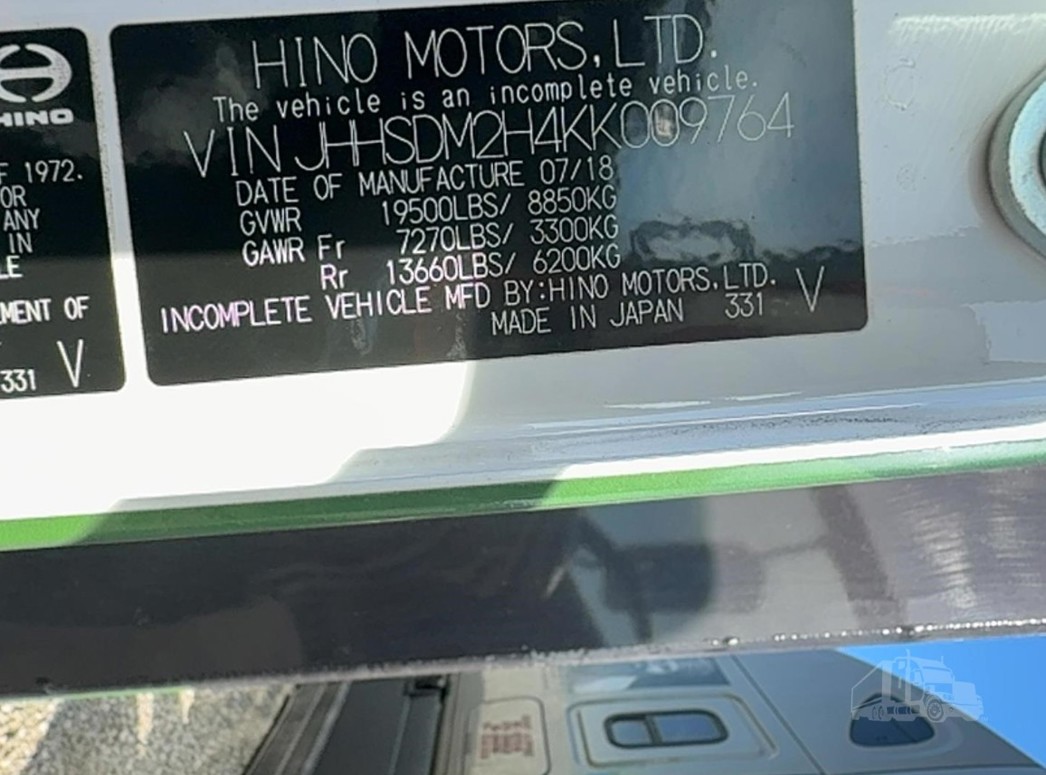 HINO
F 1972.
OR
ANY
IN
LE
MENT OF
331 V
HINO MOTORS, LTD.
The vehicle is an incomplete vehicle.
VIN JHHSDM2H4KK009764
DATE OF MANUFACTURE 07/18
GVWR 19500LBS/ 8850KG
GAWR Fr 7270LBS/ 3300KG
Rr 13660LBS/ 6200KG
INCOMPLETE VEHICLE MFD BY:HINO MOTORS,LTD.
MADE IN JAPAN 331 V